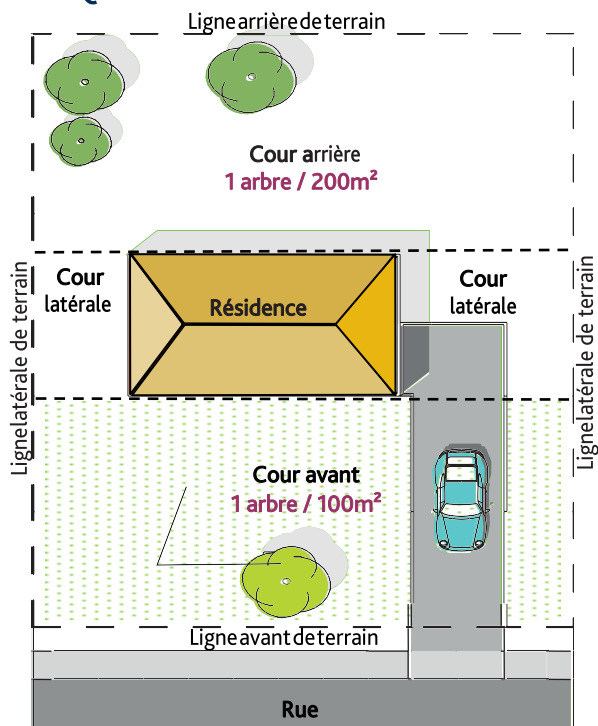 Ligne arrière de terrain
Cour arrière
1 arbre / 200m²
Cour
latérale
Résidence
Cour
latérale
Ligne latérale de terrain
Ligne latérale de terrain
Cour avant
1 arbre / 100m²
Ligne avant de terrain
Rue